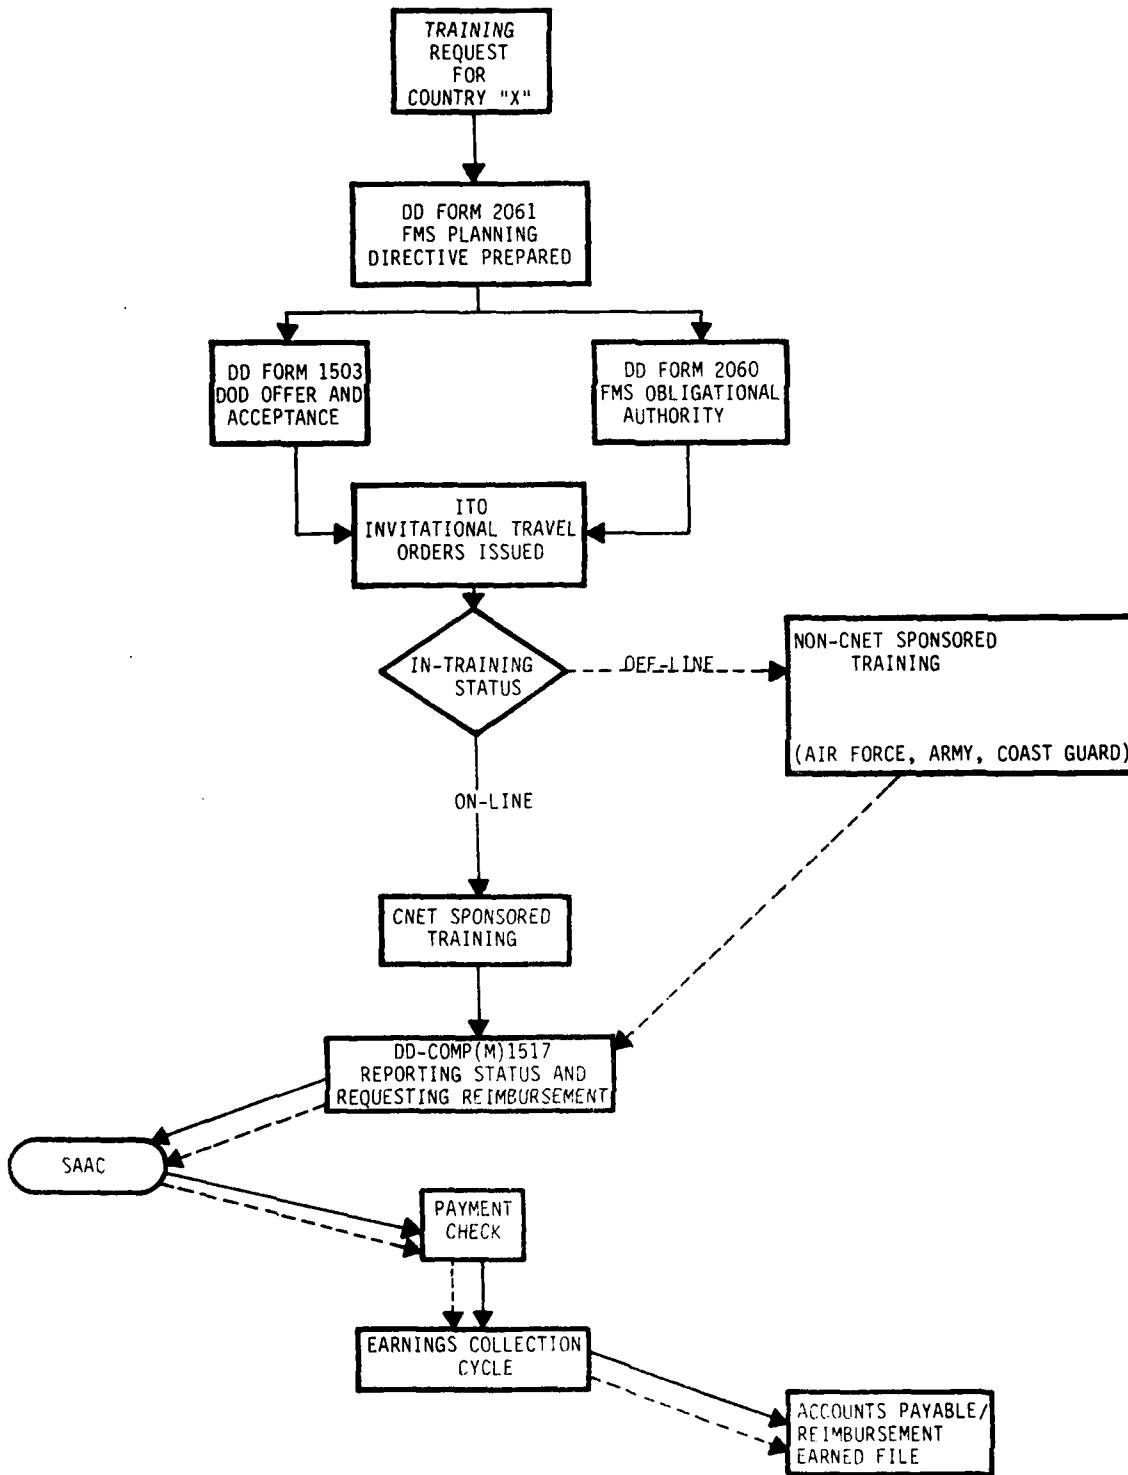 TRAINING
REQUEST
FOR
COUNTRY "X"
DD FORM 2061
FMS PLANNING
DIRECTIVE PREPARED
DD FORM 1503
DOD OFFER AND
ACCEPTANCE
DD FORM 2060
FMS OBLIGATIONAL
AUTHORITY
ITO
INVITATIONAL TRAVEL
ORDERS ISSUED
IN-TRAINING
STATUS
OFF-LINE
NON-CNET SPONSORED
TRAINING
(AIR FORCE, ARMY, COAST GUARD)
ON-LINE
CNET SPONSORED
TRAINING
DD-COMP(M)1517
REPORTING STATUS AND
REQUESTING REIMBURSEMENT
SAAC
PAYMENT
CHECK
EARNINGS COLLECTION
CYCLE
ACCOUNTS PAYABLE/
REIMBURSEMENT
EARNED FILE